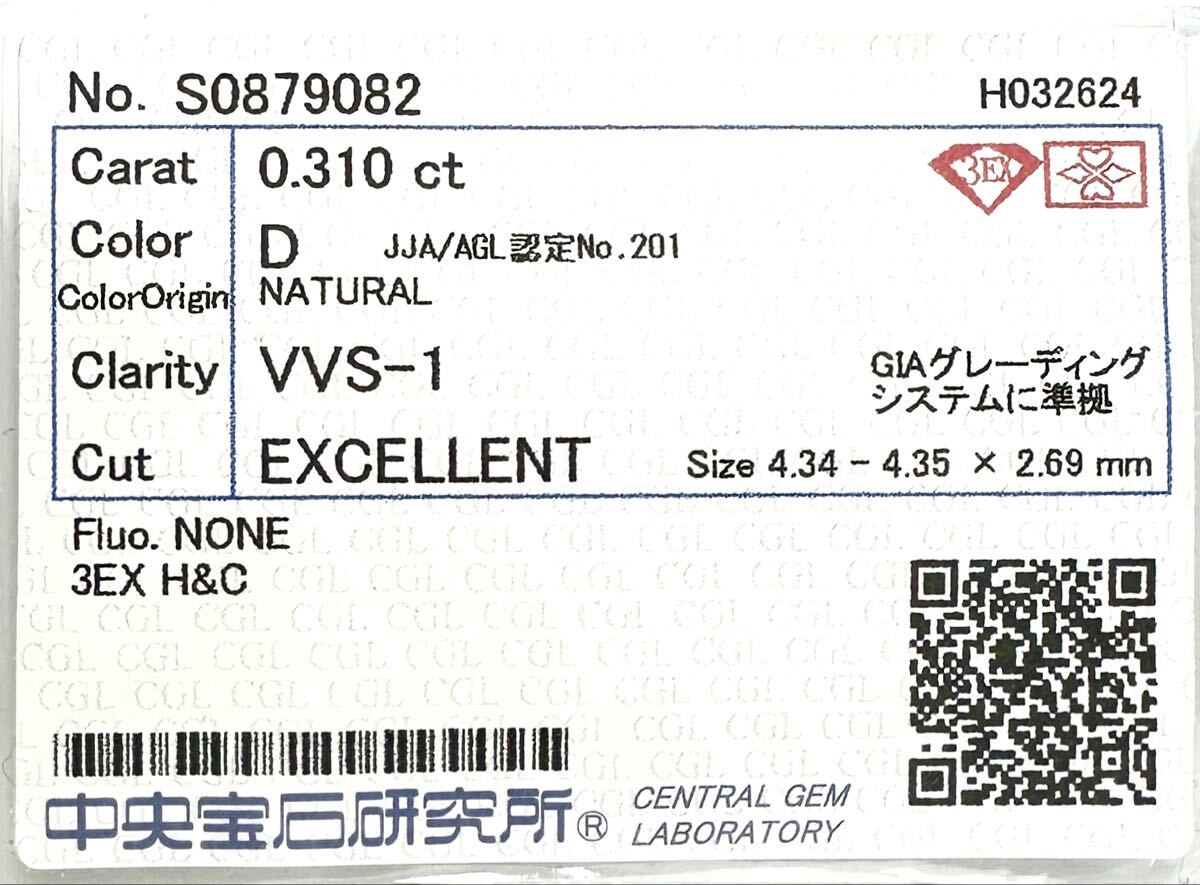 No. S0879082
H032624
Carat 0.310 ct
3EX
Color D JJA/AGL認定No.201
ColorOrigin NATURAL
Clarity VVS-1
GIAグレーディング
システムに準拠
Cut EXCELLENT Size 4.34 - 4.35 × 2.69 mm
Fluo. NONE
3EX H&C
中央宝石研究所®
CENTRAL GEM
LABORATORY